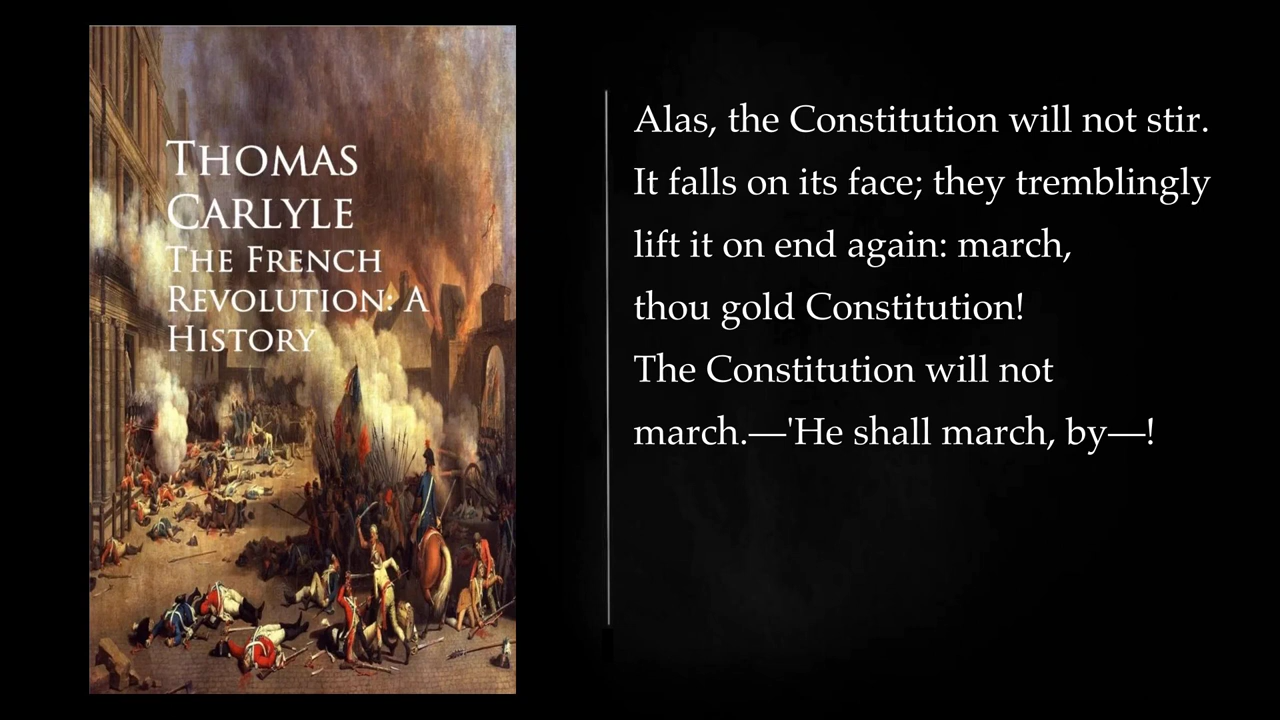 THOMAS
CARLYLE
THE FRENCH
REVOLUTION: A
HISTORY
Alas, the Constitution will not stir.
It falls on its face; they tremblingly
lift it on end again: march,
thou gold Constitution!
The Constitution will not
march.—'He shall march, by—!